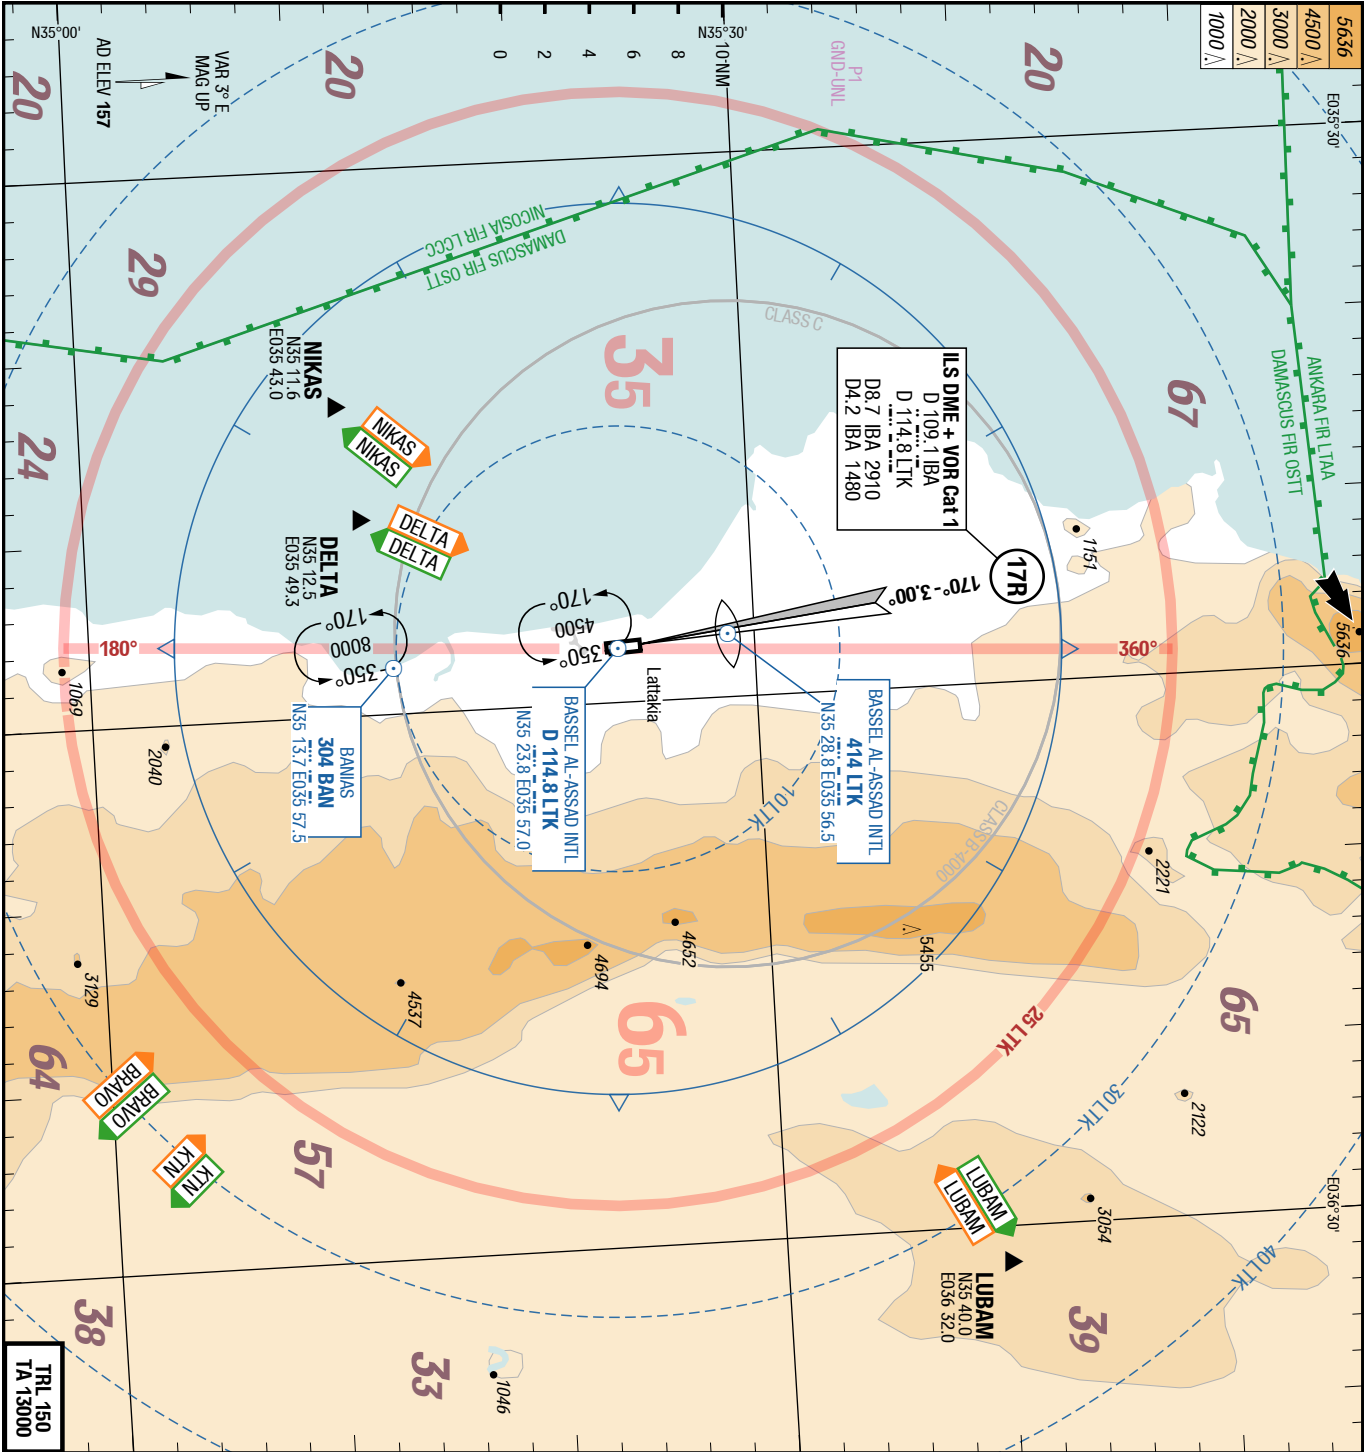 5636
4500
3000
2000
1000
N35°00'
VAR 3° E
MAG UP
AD ELEV 157
0
2
4
6
8
10 NM
N35°30'
P1
GND-UNL
E035°30'
20
20
20
29
24
67
35
NICOSIA FIR LCCC
DAMASCUS FIR OSTT
ANKARA FIR LTAA
DAMASCUS FIR OSTT
CLASS C
NIKAS
N35 11.6
E035 43.0
NIKAS
NIKAS
DELTA
DELTA
DELTA
N35 12.5
E035 49.3
ILS DME + VOR Cat 1
D 109.1 IBA
D 114.8 LTK
D8.7 IBA 2910
D4.2 IBA 1480
17R
170°-3.00°
1151
5636
170°
4500
350°
170°
8000
350°
180°
360°
Lattakia
1069
2040
BANIAS
304 BAN
N35 13.7 E035 57.5
BASSEL AL-ASSAD INTL
D 114.8 LTK
N35 23.8 E035 57.0
BASSEL AL-ASSAD INTL
414 LTK
N35 28.8 E035 56.5
10 LTK
CLASS B-4000
2221
4652
4694
5455
4537
3129
65
65
25 LTK
64
57
BRAVO
BRAVO
KTN
KTN
30 LTK
2122
3054
E036°30'
LUBAM
LUBAM
LUBAM
N35 40.0
E036 32.0
40 LTK
39
38
33
1046
TRL 150
TA 13000